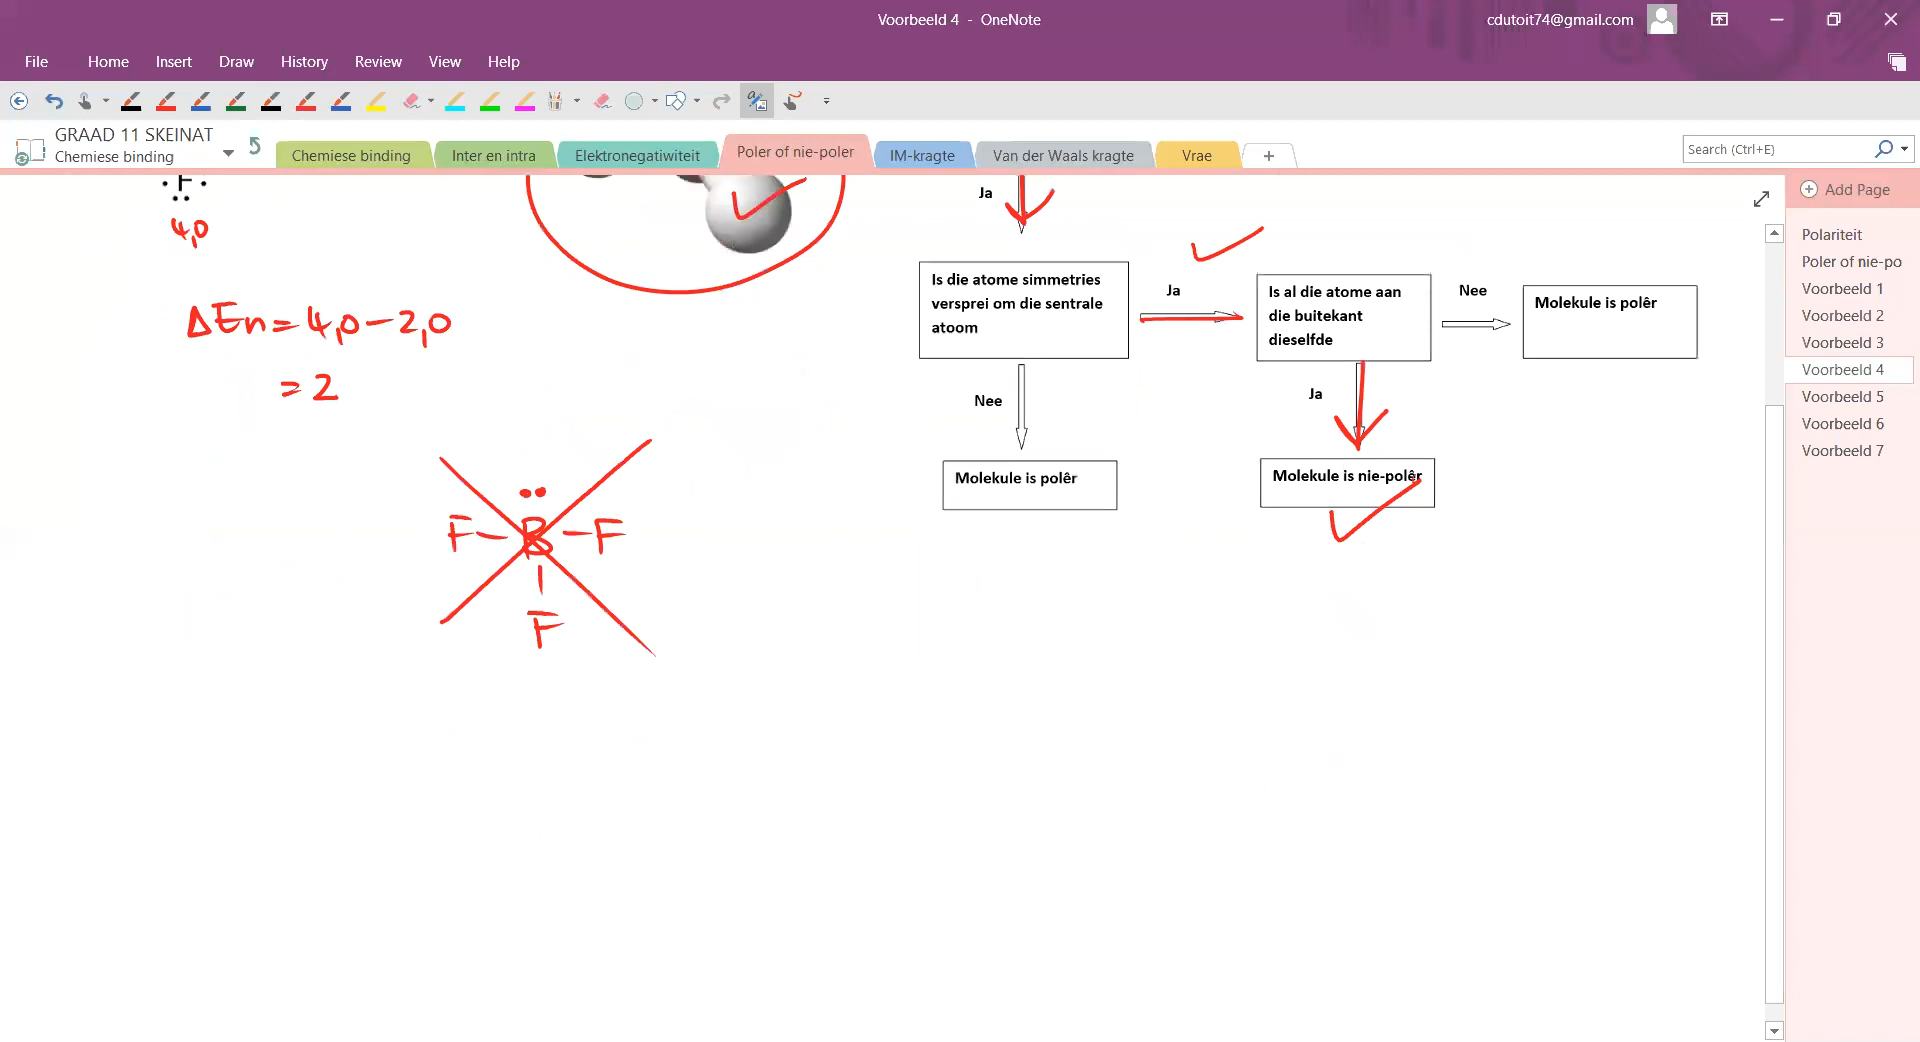 Voorbeeld 4 - OneNote
cdutoit74@gmail.com
File Home Insert Draw History Review View Help
GRAAD 11 SKEINAT
Chemiese binding
Chemiese binding Inter en intra Elektronegatiwiteit Poler of nie-poler IM-kragte Van der Waals kragte Vrae +
Search (Ctrl+E)
Add Page
Polariteit
Poler of nie-po
Voorbeeld 1
Voorbeeld 2
Voorbeeld 3
Voorbeeld 4
Voorbeeld 5
Voorbeeld 6
Voorbeeld 7
F
4,0
ΔEn = 4,0 - 2,0
= 2
F - B - F
F
Ja
Is die atome simmetries
versprei om die sentrale
atoom
Ja
Is al die atome aan
die buitekant
dieselfde
Nee
Molekule is polêr
Nee
Ja
Molekule is polêr
Molekule is nie-polêr